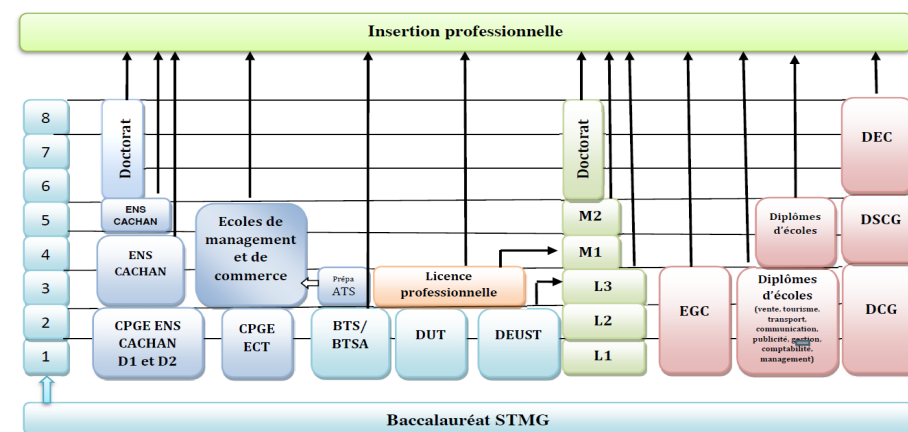 Insertion professionnelle
8
7
6
5
4
3
2
1
Doctorat
ENS
CACHAN
ENS
CACHAN
CPGE ENS
CACHAN
D1 et D2
Ecoles de
management
et de
commerce
CPGE
ECT
Prépa
ATS
BTS/
BTSA
Licence
professionnelle
DUT
DEUST
Doctorat
M2
M1
L3
L2
L1
EGC
Diplômes
d'écoles
Diplômes
d'écoles
(vente, tourisme,
transport,
communication,
publicité, gestion,
comptabilité,
management)
DEC
DSCG
DCG
Baccalauréat STMG